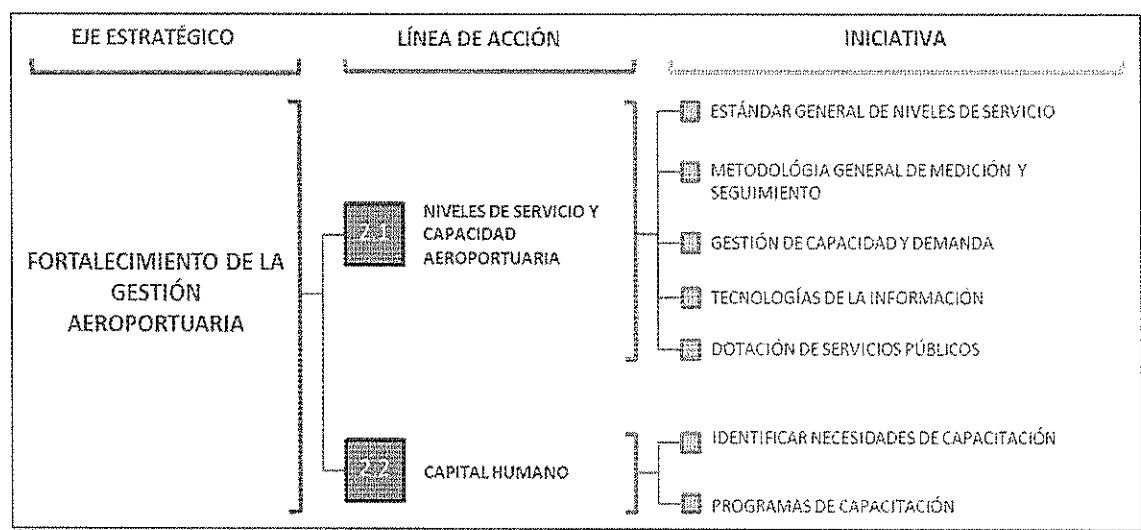 EJE ESTRATÉGICO
LÍNEA DE ACCIÓN
INICIATIVA
FORTALECIMIENTO DE LA
GESTIÓN
AEROPORTUARIA
2.1
NIVELES DE SERVICIO Y
CAPACIDAD
AEROPORTUARIA
ESTÁNDAR GENERAL DE NIVELES DE SERVICIO
METODOLÓGIA GENERAL DE MEDICIÓN Y
SEGUIMIENTO
GESTIÓN DE CAPACIDAD Y DEMANDA
TECNOLOGÍAS DE LA INFORMACIÓN
DOTACIÓN DE SERVICIOS PÚBLICOS
2.2
CAPITAL HUMANO
IDENTIFICAR NECESIDADES DE CAPACITACIÓN
PROGRAMAS DE CAPACITACIÓN